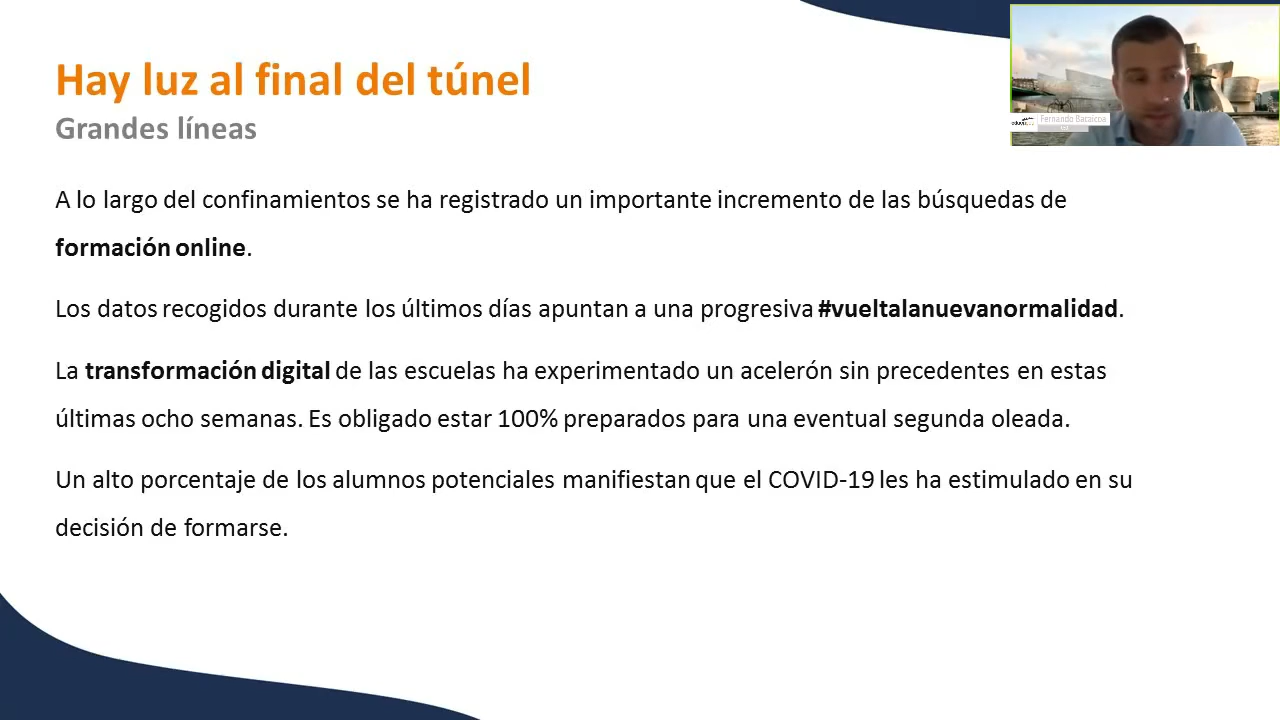 Hay luz al final del túnel
Grandes líneas
Fernando Bacaicoa
A lo largo del confinamientos se ha registrado un importante incremento de las búsquedas de
formación online.
Los datos recogidos durante los últimos días apuntan a una progresiva #vueltalanuevanormalidad.
La transformación digital de las escuelas ha experimentado un acelerón sin precedentes en estas
últimas ocho semanas. Es obligado estar 100% preparados para una eventual segunda oleada.
Un alto porcentaje de los alumnos potenciales manifiestan que el COVID-19 les ha estimulado en su
decisión de formarse.